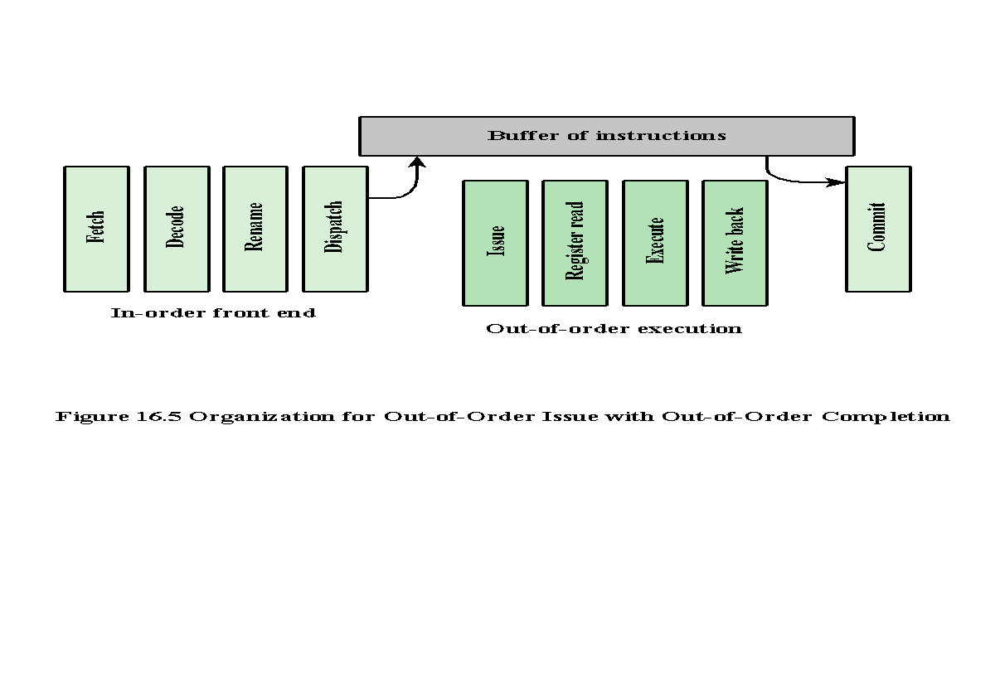 Buffer of instructions
Fetch
Decode
Rename
Dispatch
Issue
Register read
Execute
Write back
Commit
In-order front end
Out-of-order execution
Figure 16.5 Organization for Out-of-Order Issue with Out-of-Order Completion